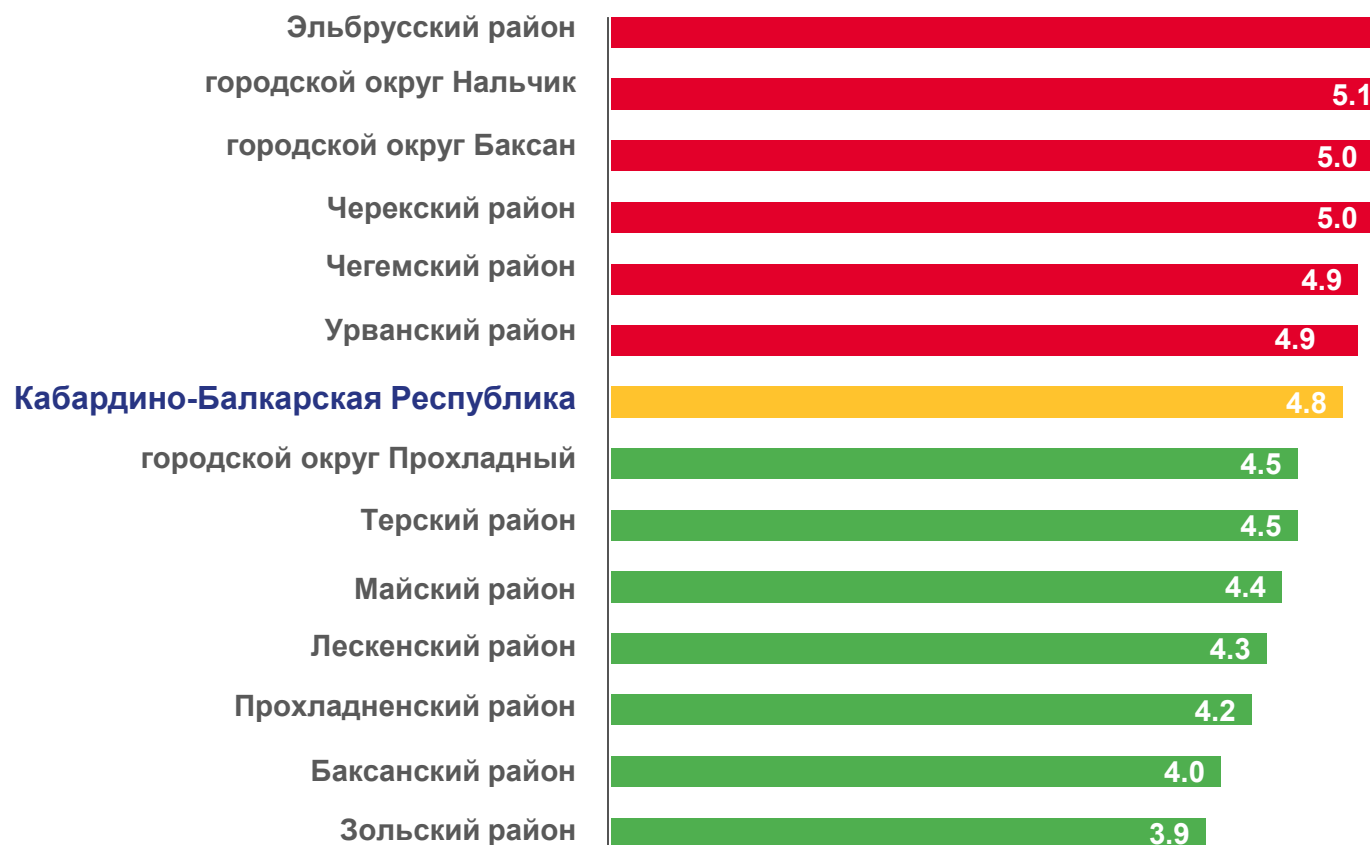 Эльбрусский район
городской округ Нальчик 5.1
городской округ Баксан 5.0
Черекский район 5.0
Чегемский район 4.9
Урванский район 4.9
Кабардино-Балкарская Республика 4.8
городской округ Прохладный 4.5
Терский район 4.5
Майский район 4.4
Лескенский район 4.3
Прохладненский район 4.2
Баксанский район 4.0
Зольский район 3.9